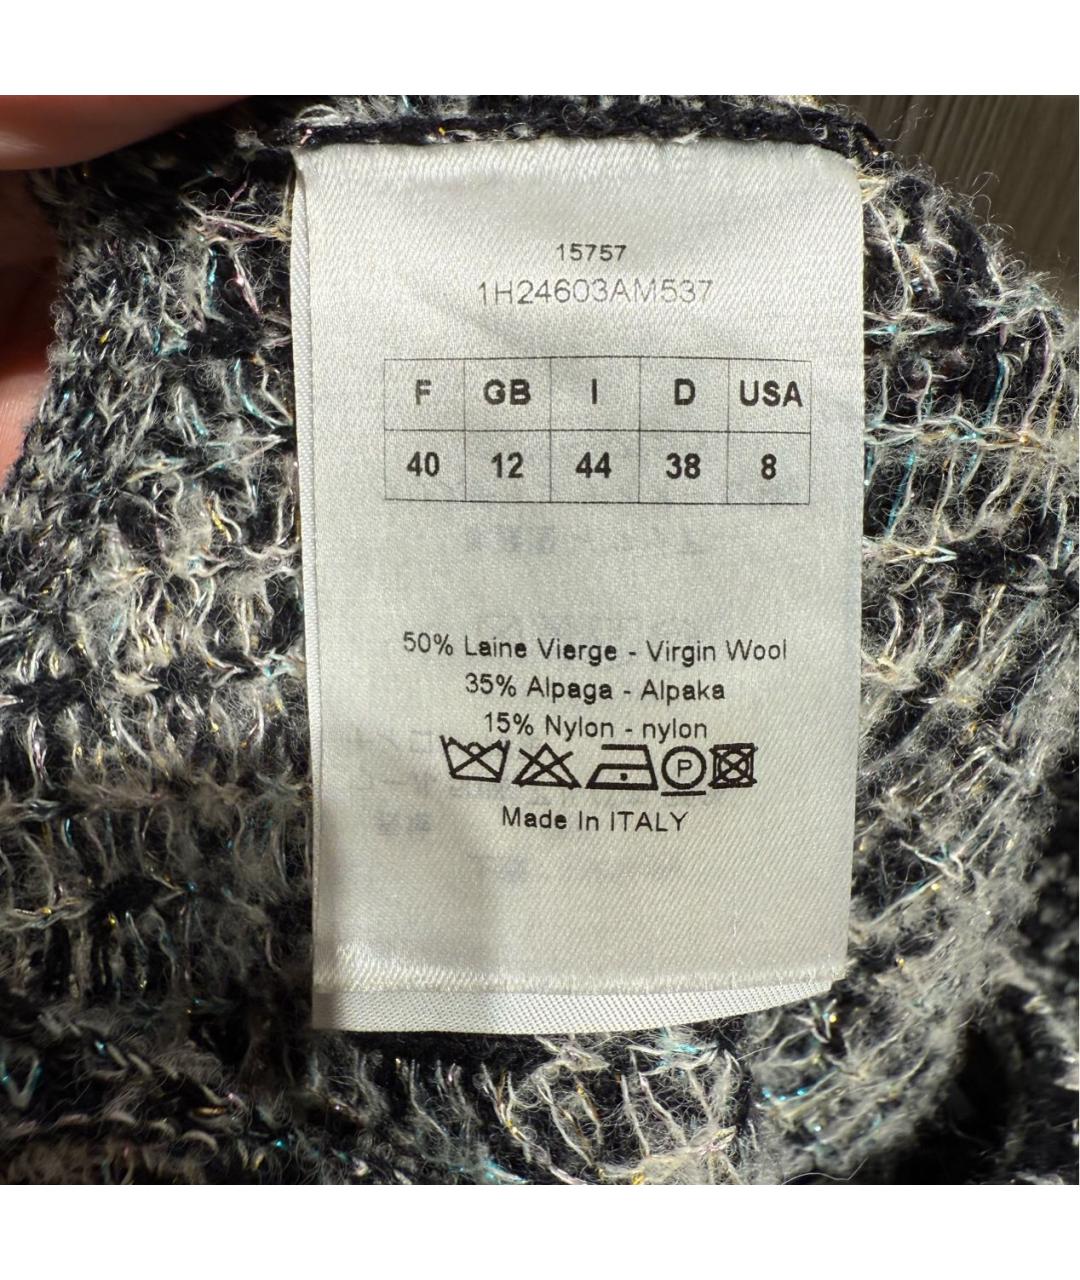 15757
1H24603AM537
F GB I D USA
40 12 44 38 8
50% Laine Vierge - Virgin Wool
35% Alpaga - Alpaka
15% Nylon - nylon
P
Made In ITALY